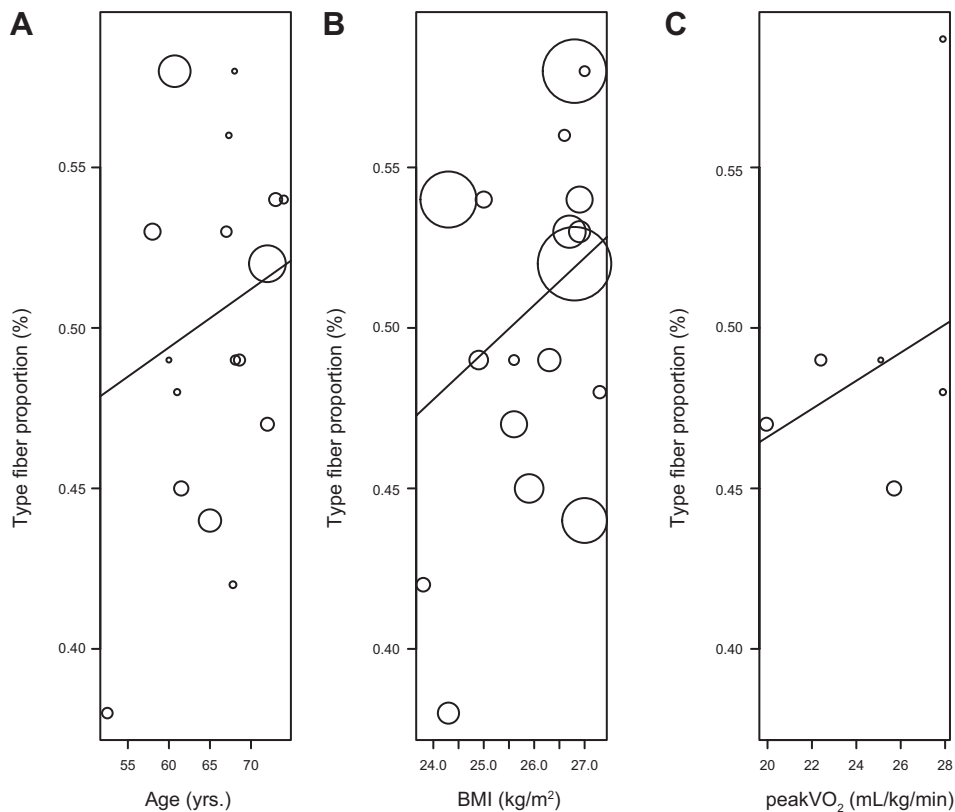 A
B
C
Type fiber proportion (%)
0.55
0.50
0.45
0.40
55 60 65 70
Age (yrs.)
Type fiber proportion (%)
0.55
0.50
0.45
0.40
24.0 25.0 26.0 27.0
BMI (kg/m²)
Type fiber proportion (%)
0.55
0.50
0.45
0.40
20 22 24 26 28
peakVO₂ (mL/kg/min)